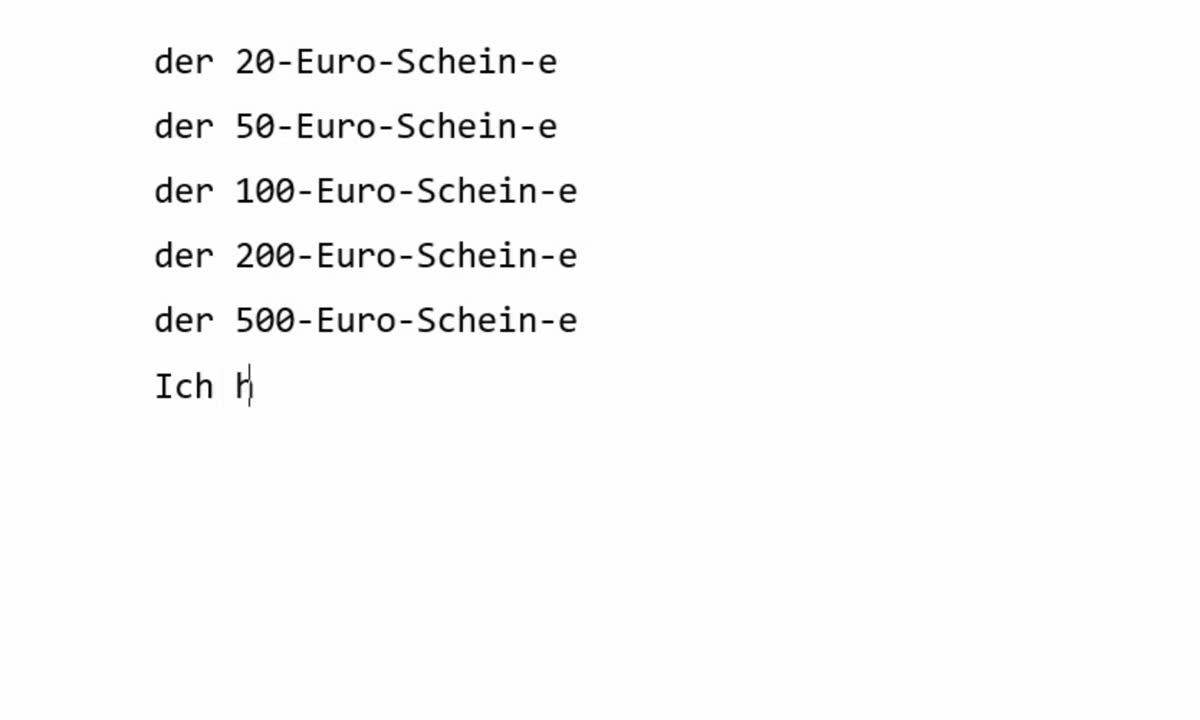 der 20-Euro-Schein-e
der 50-Euro-Schein-e
der 100-Euro-Schein-e
der 200-Euro-Schein-e
der 500-Euro-Schein-e
Ich h